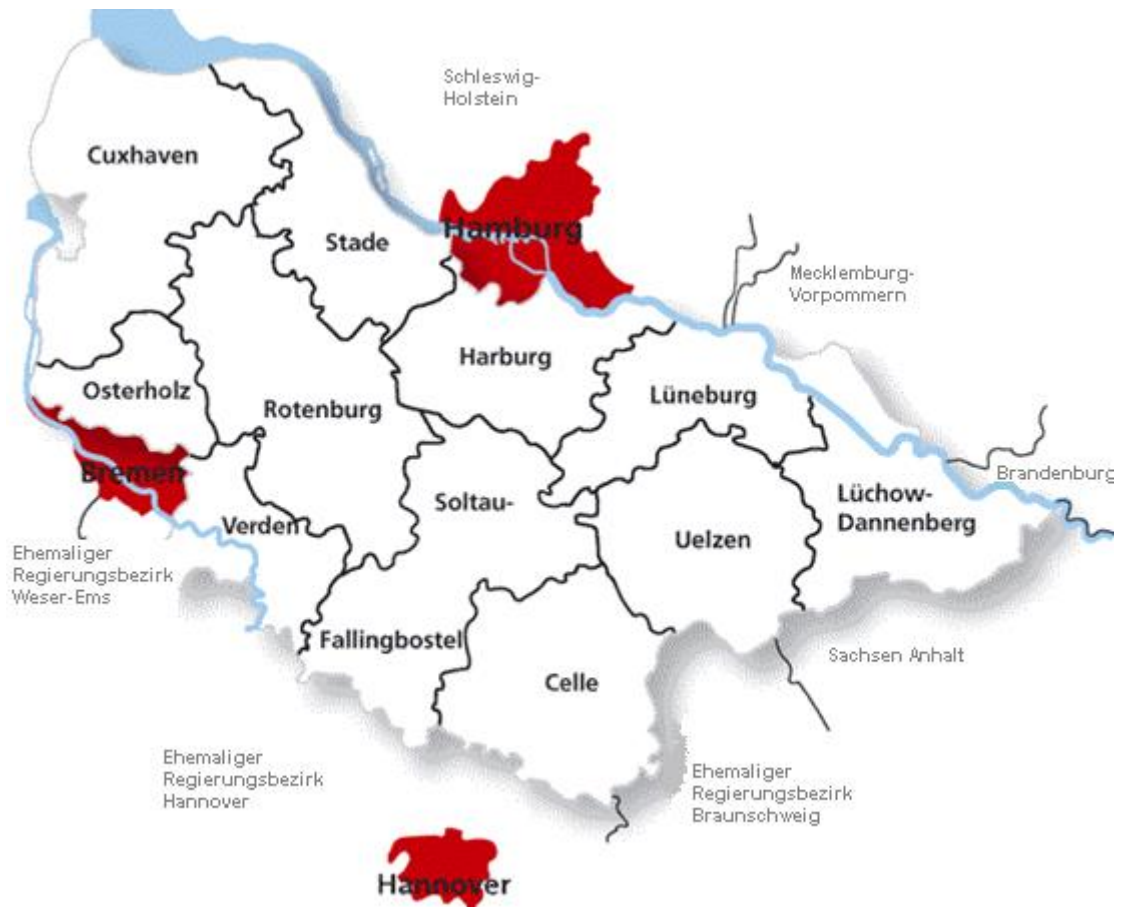 Schleswig-
Holstein
Cuxhaven
Hamburg
Stade
Mecklemburg-
Vorpommern
Harburg
Osterholz
Lüneburg
Rotenburg
Bremen
Brandenburg
Soltau-
Lüchow-
Dannenberg
Verden
Uelzen
Ehemaliger
Regierungsbezirk
Weser-Ems
Fallingbostel
Sachsen Anhalt
Celle
Ehemaliger
Regierungsbezirk
Hannover
Ehemaliger
Regierungsbezirk
Braunschweig
Hannover